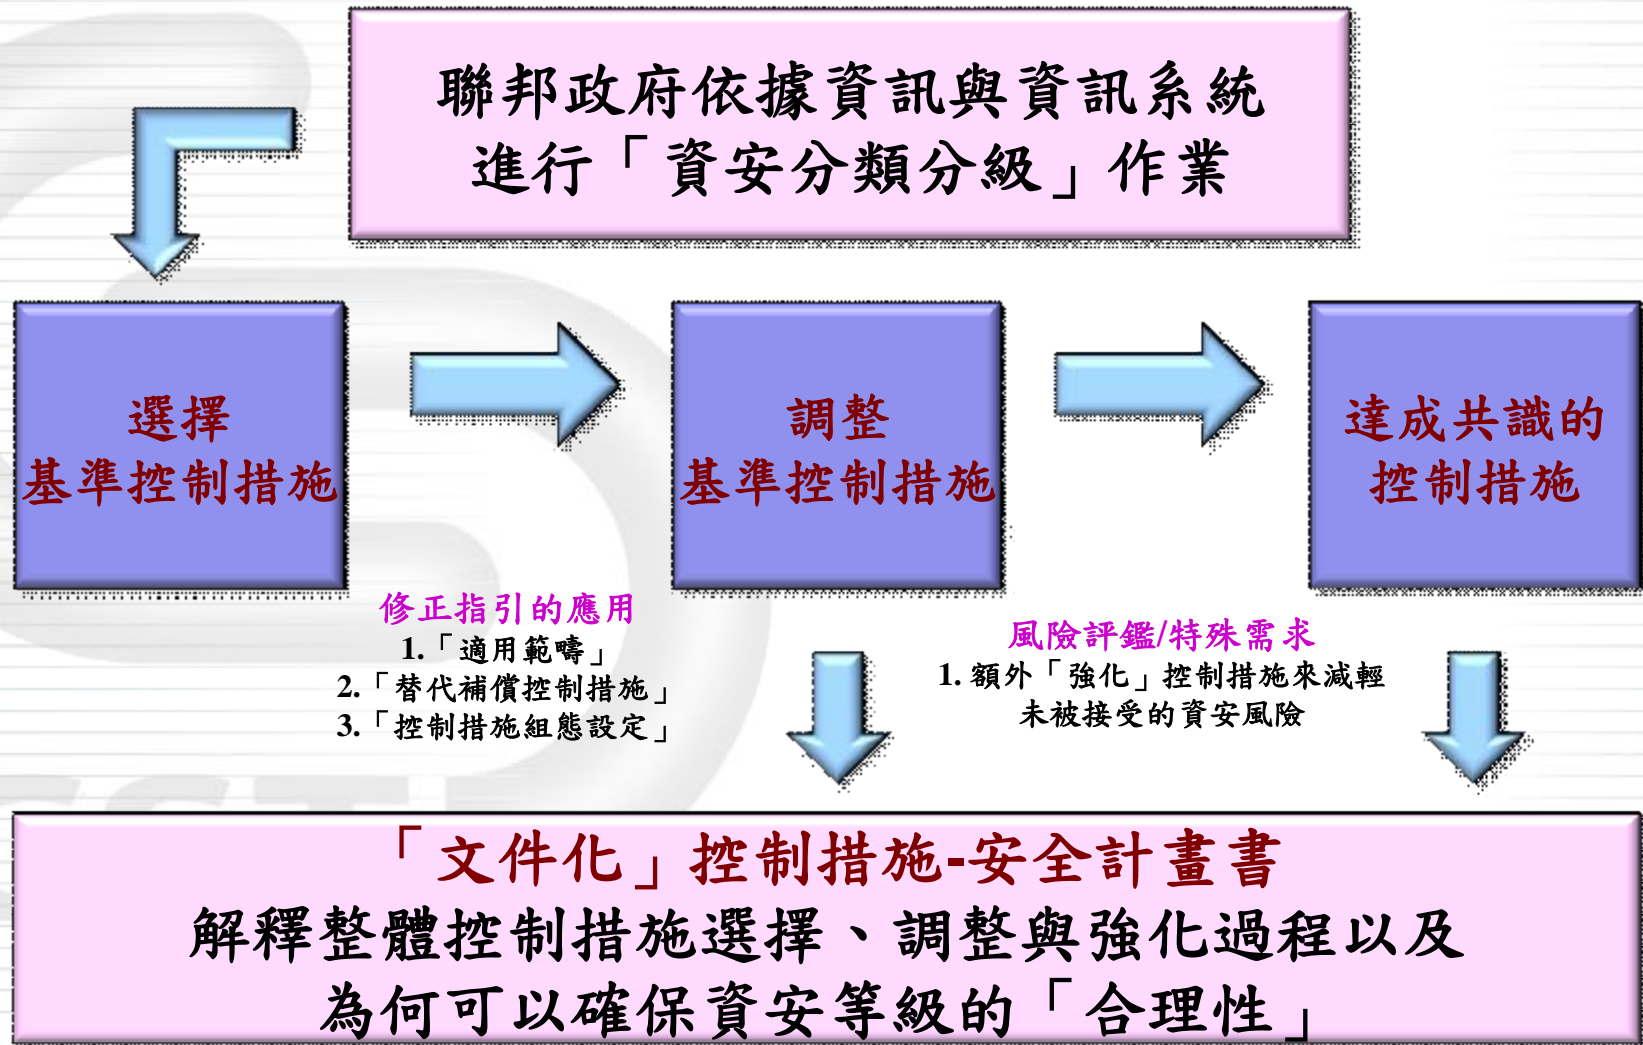 聯邦政府依據資訊與資訊系統
進行「資安分類分級」作業
選擇
基準控制措施
調整
基準控制措施
達成共識的
控制措施
修正指引的應用
1.「適用範疇」
2.「替代補償控制措施」
3.「控制措施組態設定」
風險評鑑/特殊需求
1. 額外「強化」控制措施來減輕
未被接受的資安風險
「文件化」控制措施-安全計畫書
解釋整體控制措施選擇、調整與強化過程以及
為何可以確保資安等級的「合理性」